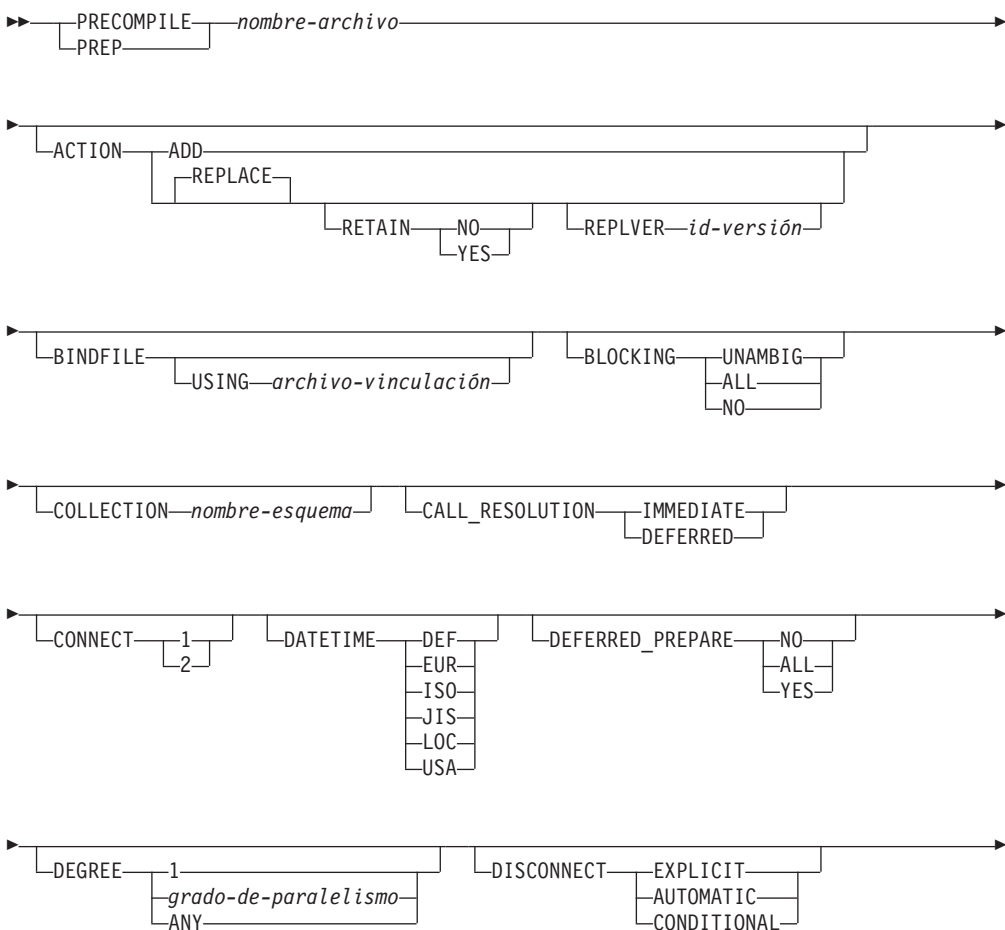 PRECOMPILE nombre-archivo
PREP
ACTION ADD
REPLACE
RETAIN NO REPLVER id-versión
YES
BINDFILE BLOCKING UNAMBIG
USING archivo-vinculación ALL
NO
COLLECTION nombre-esquema CALL_RESOLUTION IMMEDIATE
DEFERRED
CONNECT 1 DATETIME DEF DEFERRED_PREPARE NO
2 EUR ALL
ISO YES
JIS
LOC
USA
DEGREE 1 DISCONNECT EXPLICIT
grado-de-paralelismo AUTOMATIC
ANY CONDITIONAL